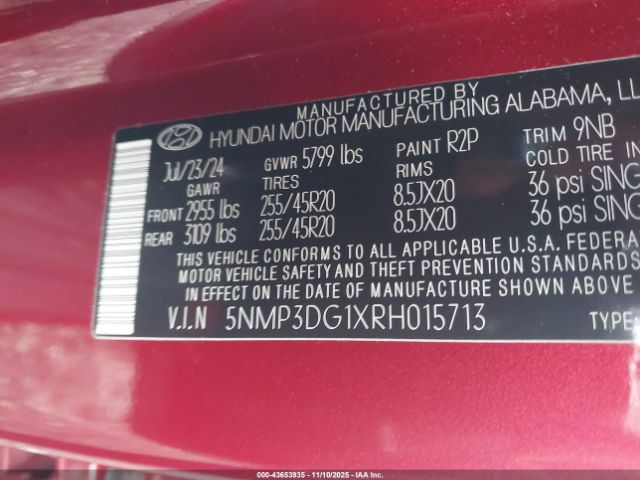 MANUFACTURED BY
HYUNDAI MOTOR MANUFACTURING ALABAMA, LL
Jul/23/24 GVWR 5799 lbs PAINT R2P TRIM 9NB
GAWR TIRES RIMS COLD TIRE IN
FRONT 2955 lbs 255/45R20 8.5JX20 36 psi SING
REAR 3109 lbs 255/45R20 8.5JX20 36 psi SING
THIS VEHICLE CONFORMS TO ALL APPLICABLE U.S.A. FEDERA
MOTOR VEHICLE SAFETY AND THEFT PREVENTION STANDARDS
IN EFFECT ON THE DATE OF MANUFACTURE SHOWN ABOVE
V.I.N 5NMP3DG1XRH015713 TYPE:
000-43653935 - 11/10/2025 - IAAI.COM